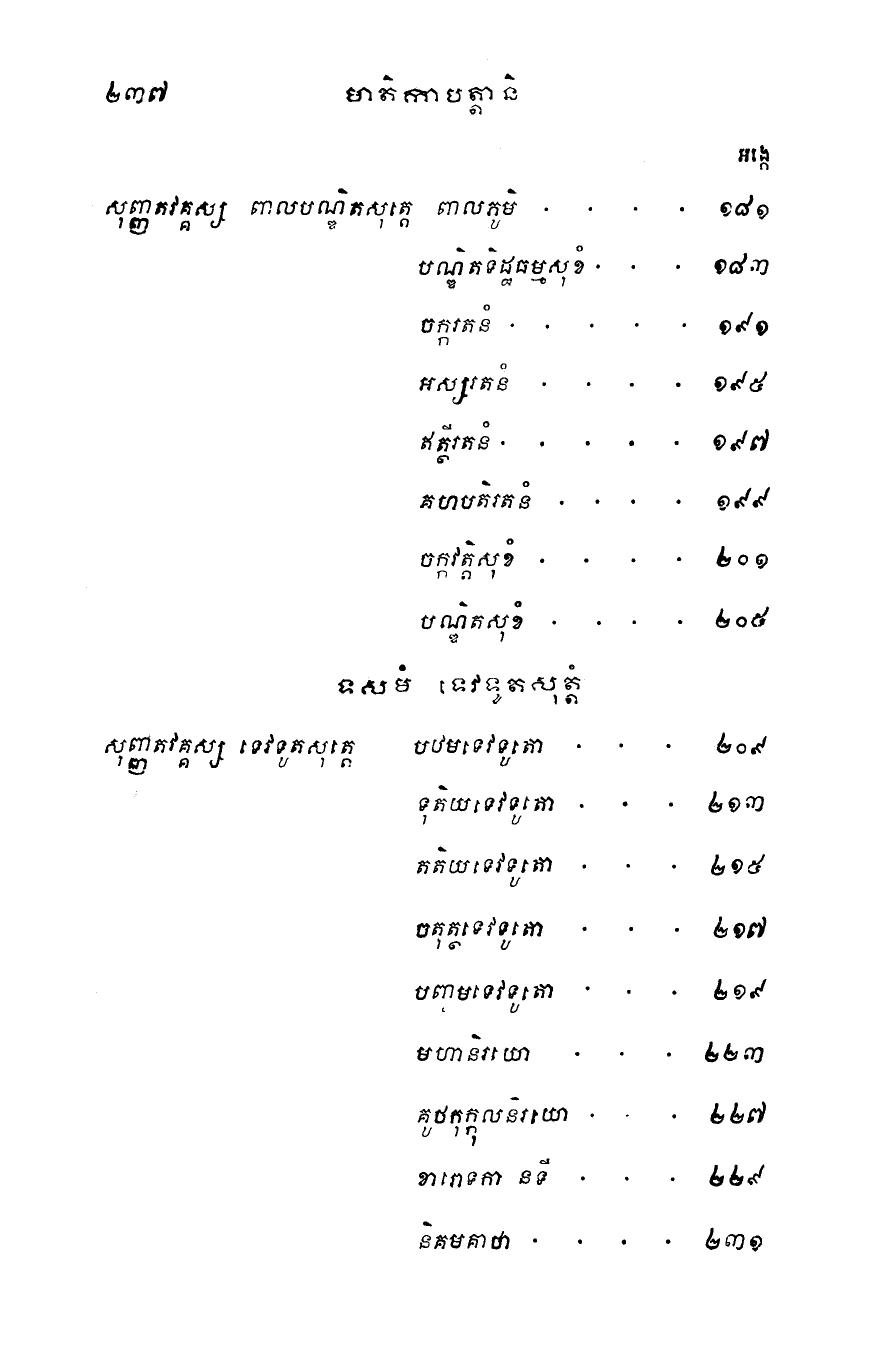 ២៣៧ មាតិកាបត្តានិ
អង្កេ
សុញ្ញតវគ្គស្ស ពាលបណ្ឌិតសុត្តេ ពាលភូមិ . . . . ១៨១
បណ្ឌិតទិដ្ឋធម្មសុខំ . . . ១៨៣
ចក្ករតនំ . . . . . ១៩១
អស្សរតនំ . . . . ១៩៥
ឥត្ថីរតនំ . . . . . ១៩៧
គហបតិរតនំ . . . . ១៩៩
ចក្កវត្តិសុខំ . . . . ២០១
បណ្ឌិតសុខំ . . . . ២០៥
ទសមំ ទេវទូតសុត្តំ
សុញ្ញតវគ្គស្ស ទេវទូតសុត្តេ បឋមទេវទូតោ . . . ២០៩
ទុតិយទេវទូតោ . . . ២១៣
តតិយទេវទូតោ . . . ២១៥
ចតុត្ថទេវទូតោ . . . ២១៧
បញ្ចមទេវទូតោ . . . ២១៩
មហានិរយោ . . . ២២៣
គូថកុក្កុលនិរយោ . . . ២២៧
ខារោទកា នទី . . . ២២៩
និគមគាថា . . . . ២៣១